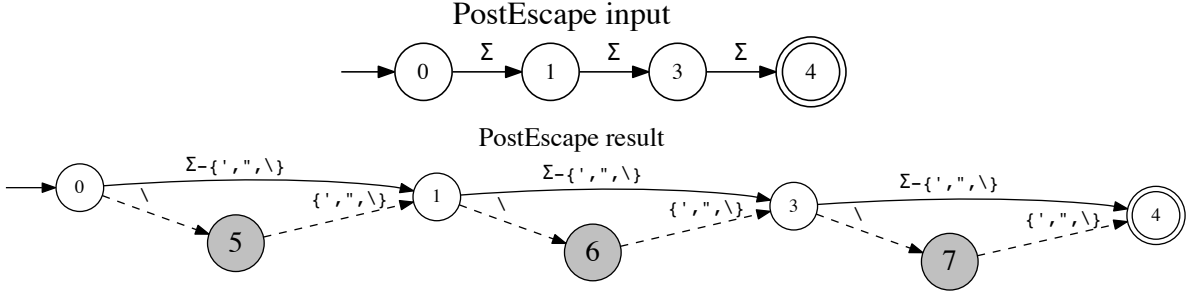 PostEscape input
Σ Σ Σ
0 1 3 4
PostEscape result
Σ-{',",\} Σ-{',",\} Σ-{',",\}
0 \ {',",\} 1 \ {',",\} 3 \ {',",\} 4
5 6 7